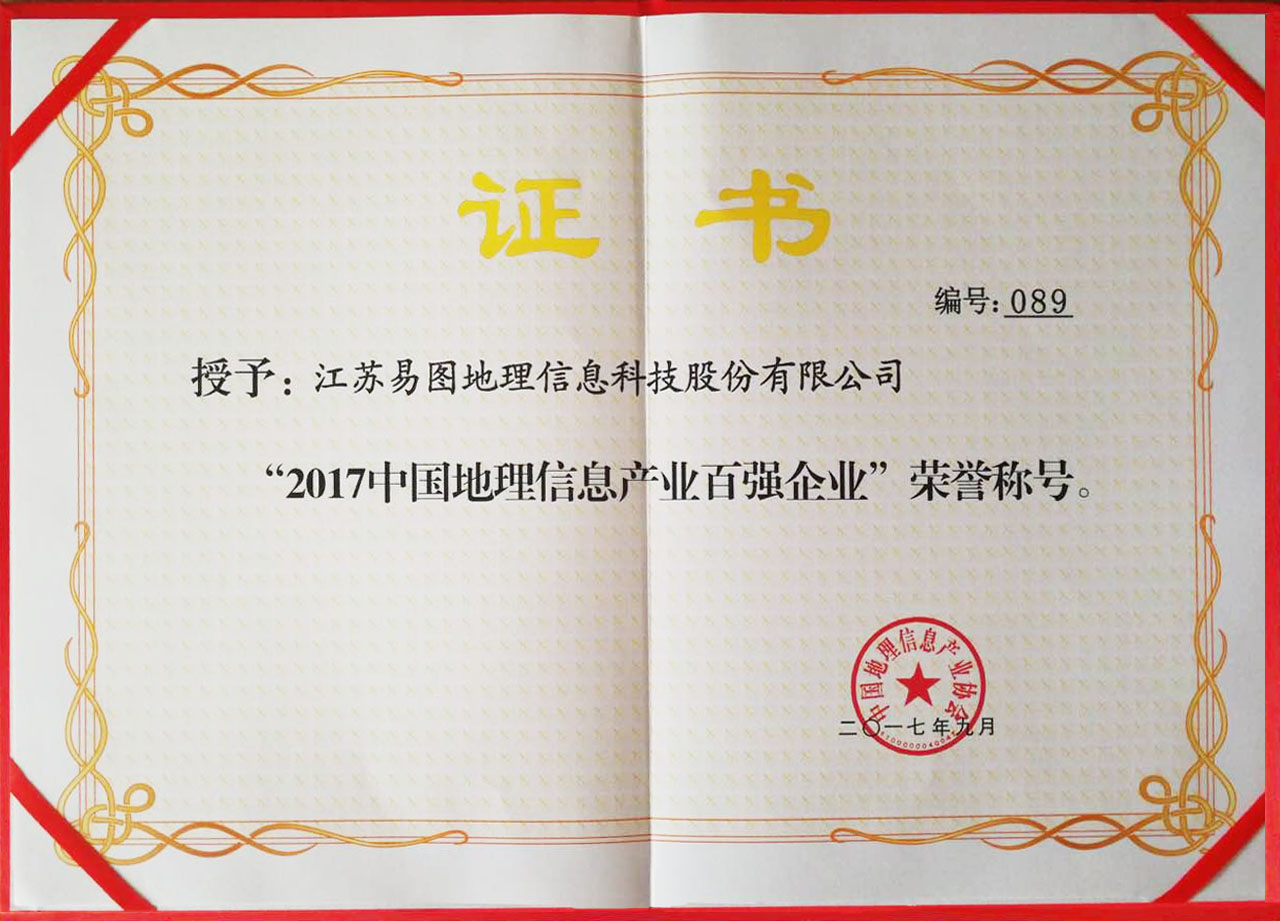 证 书
编号:089
授予:江苏易图地理信息科技股份有限公司
“2017中国地理信息产业百强企业”荣誉称号。
中国地理信息产业协会
二〇一七年九月